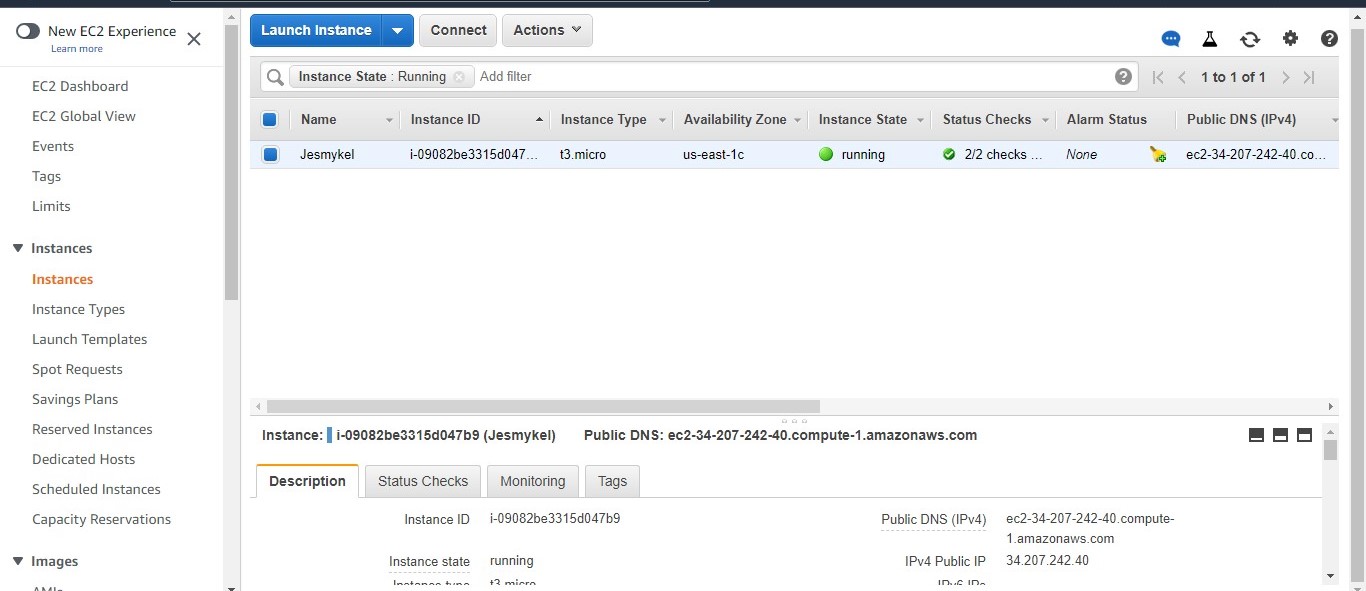 New EC2 Experience
Learn more
EC2 Dashboard
EC2 Global View
Events
Tags
Limits
Instances
Instances
Instance Types
Launch Templates
Spot Requests
Savings Plans
Reserved Instances
Dedicated Hosts
Scheduled Instances
Capacity Reservations
Images
AMIs
Launch Instance Connect Actions
Instance State : Running Add filter 1 to 1 of 1
Name Instance ID Instance Type Availability Zone Instance State Status Checks Alarm Status Public DNS (IPv4)
Jesmykel i-09082be3315d047... t3.micro us-east-1c running 2/2 checks ... None ec2-34-207-242-40.co...
Instance: i-09082be3315d047b9 (Jesmykel) Public DNS: ec2-34-207-242-40.compute-1.amazonaws.com
Description Status Checks Monitoring Tags
Instance ID i-09082be3315d047b9 Public DNS (IPv4) ec2-34-207-242-40.compute-
1.amazonaws.com
Instance state running IPv4 Public IP 34.207.242.40
Instance type t3.micro IPv6 IPs